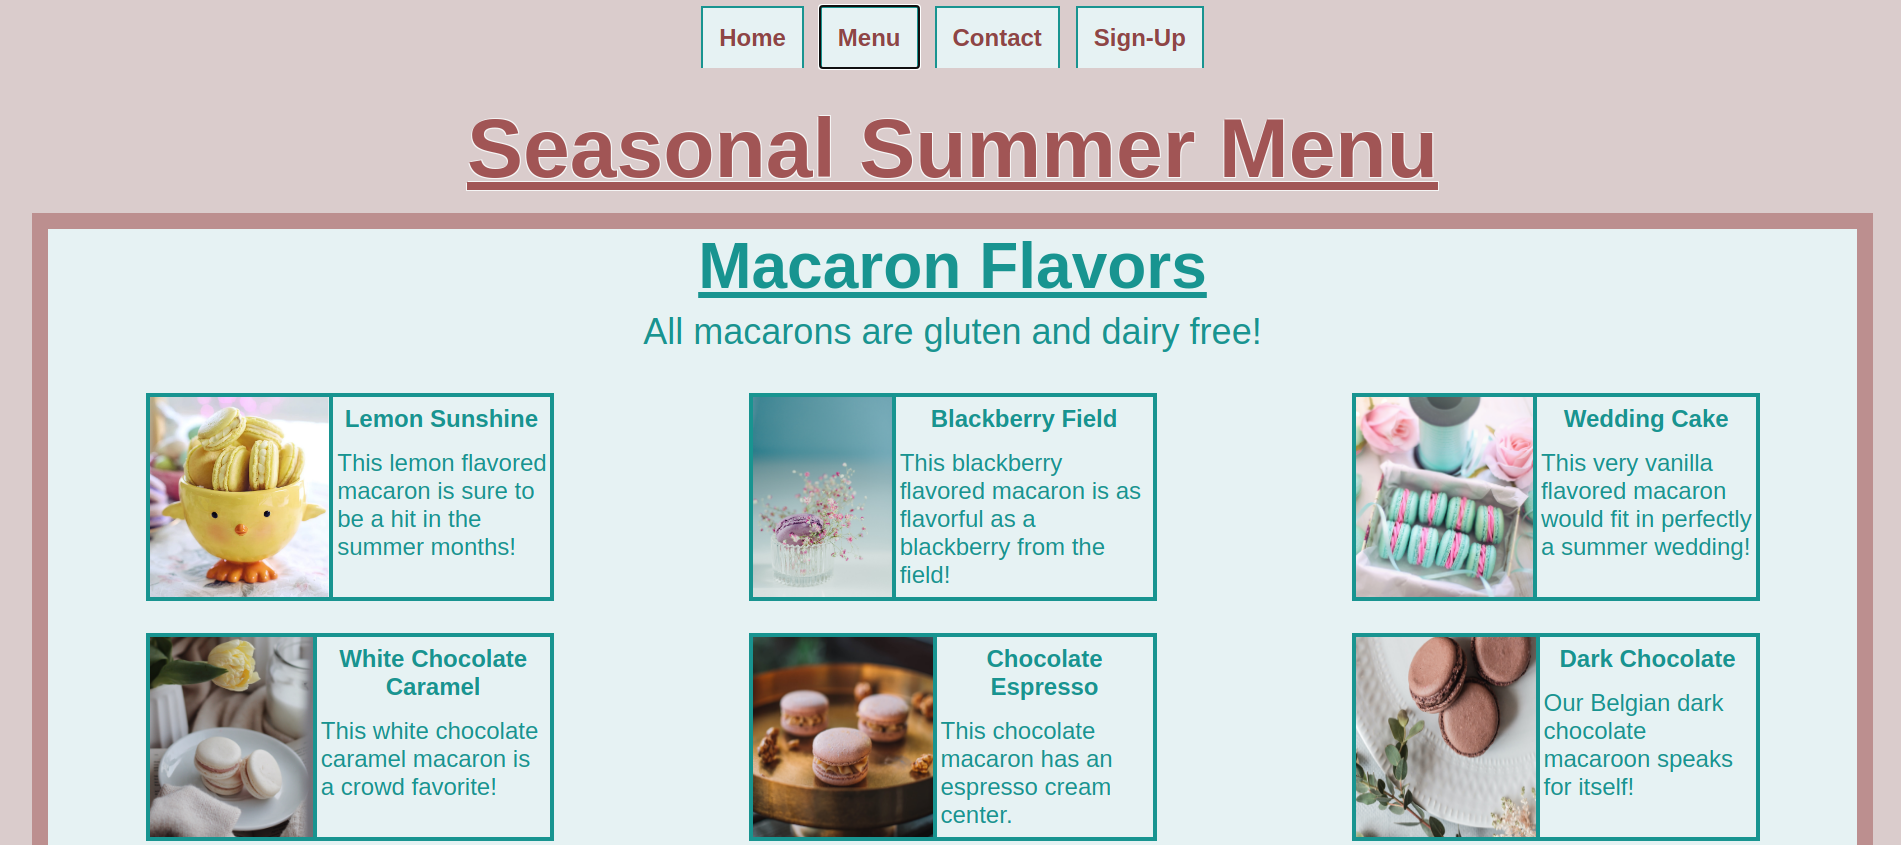 Home Menu Contact Sign-Up
Seasonal Summer Menu
Macaron Flavors
All macarons are gluten and dairy free!
Lemon Sunshine
This lemon flavored
macaron is sure to
be a hit in the
summer months!
Blackberry Field
This blackberry
flavored macaron is as
flavorful as a
blackberry from the
field!
Wedding Cake
This very vanilla
flavored macaron
would fit in perfectly
a summer wedding!
White Chocolate
Caramel
This white chocolate
caramel macaron is
a crowd favorite!
Chocolate
Espresso
This chocolate
macaron has an
espresso cream
center.
Dark Chocolate
Our Belgian dark
chocolate
macaroon speaks
for itself!